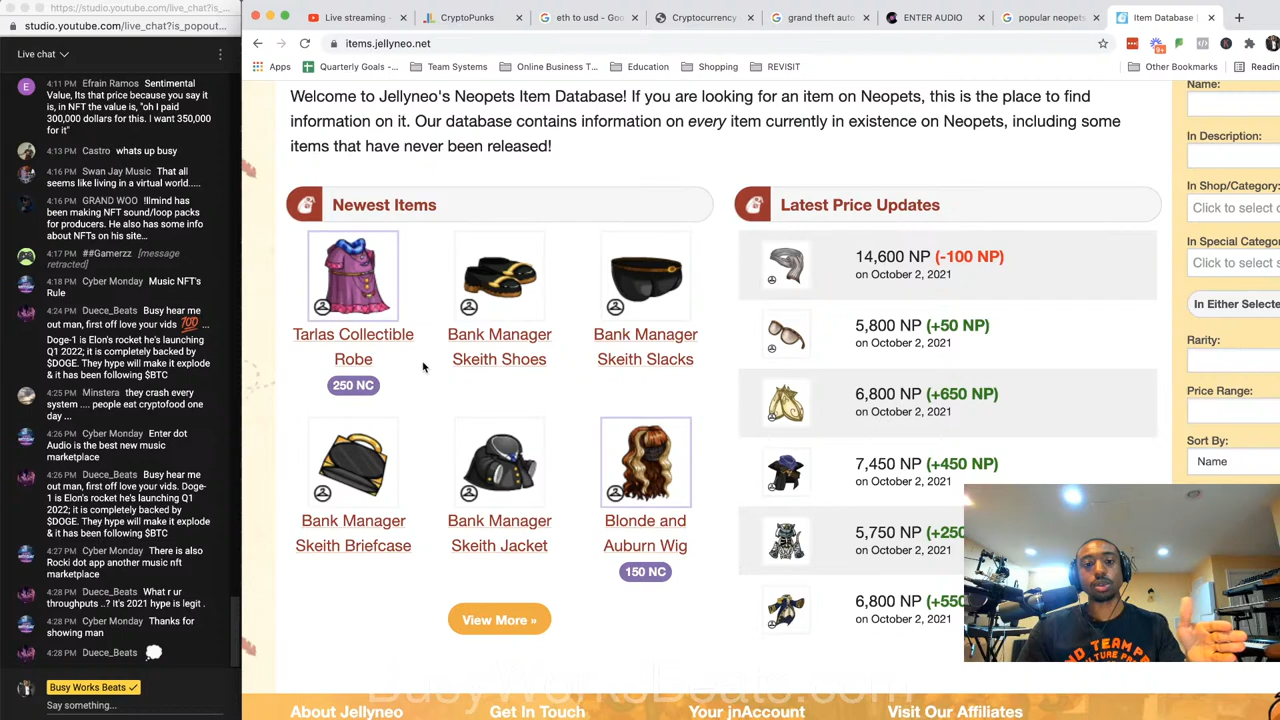 https://studio.youtube.com/live_chat?is_...
studio.youtube.com/live_chat?is_popout...
Live chat
4:11 PM Efrain Ramos Sentimental
Value, Its that price because you say it
is, in NFT the value is, "oh I paid
300,000 dollars for this. I want 350,000
for it"
4:13 PM Castro whats up busy
4:16 PM Swan Jay Music That all
seems like living in a virtual world.....
4:16 PM GRAND WOO !llmind has
been making NFT sound/loop packs
for producers. He also has some info
about NFTs on his site...
4:17 PM ##Gamerzz [message
retracted]
4:18 PM Cyber Monday Music NFT's
Rule
4:24 PM Duece_Beats Busy hear me
out man, first off love your vids 💯 ...
Doge-1 is Elon's rocket he's launching
Q1 2022; it is completely backed by
$DOGE. They hype will make it explode
& it has been following $BTC
4:25 PM Minstera they crash every
system .... people eat cryptofood one
day ...
4:26 PM Cyber Monday Enter dot
Audio is the best new music
marketplace
4:26 PM Duece_Beats Busy hear me
out man, first off love your vids. Doge-
1 is Elon's rocket he's launching Q1
2022; it is completely backed by
$DOGE. They hype will make it explode
& it has been following $BTC
4:27 PM Cyber Monday There is also
Rocki dot app another music nft
marketplace
4:28 PM Duece_Beats What r ur
throughputs ..? It's 2021 hype is legit .
4:28 PM Cyber Monday Thanks for
showing man
4:28 PM Duece_Beats
Busy Works Beats
Say something...
Live streaming -
CryptoPunks
eth to usd - Goo
Cryptocurrency
grand theft auto
ENTER AUDIO
popular neopets
Item Database |
items.jellyneo.net
Apps
Quarterly Goals -...
Team Systems
Online Business T...
Education
Shopping
REVISIT
Other Bookmarks
Readin
Welcome to Jellyneo's Neopets Item Database! If you are looking for an item on Neopets, this is the place to find
information on it. Our database contains information on every item currently in existence on Neopets, including some
items that have never been released!
Newest Items
Tarlas Collectible
Robe
250 NC
Bank Manager
Skeith Shoes
Bank Manager
Skeith Slacks
Bank Manager
Skeith Briefcase
Bank Manager
Skeith Jacket
Blonde and
Auburn Wig
150 NC
View More »
Latest Price Updates
14,600 NP (-100 NP)
on October 2, 2021
5,800 NP (+50 NP)
on October 2, 2021
6,800 NP (+650 NP)
on October 2, 2021
7,450 NP (+450 NP)
on October 2, 2021
5,750 NP (+250
on October 2, 2021
6,800 NP (+550
on October 2, 2021
Name:
In Description:
In Shop/Category:
Click to select c
In Special Catego
Click to select s
In Either Selecte
Rarity:
Price Range:
Sort By:
Name
BusyWorksBeats.com
About Jellyneo
Get In Touch
Your jnAccount
Visit Our Affiliates